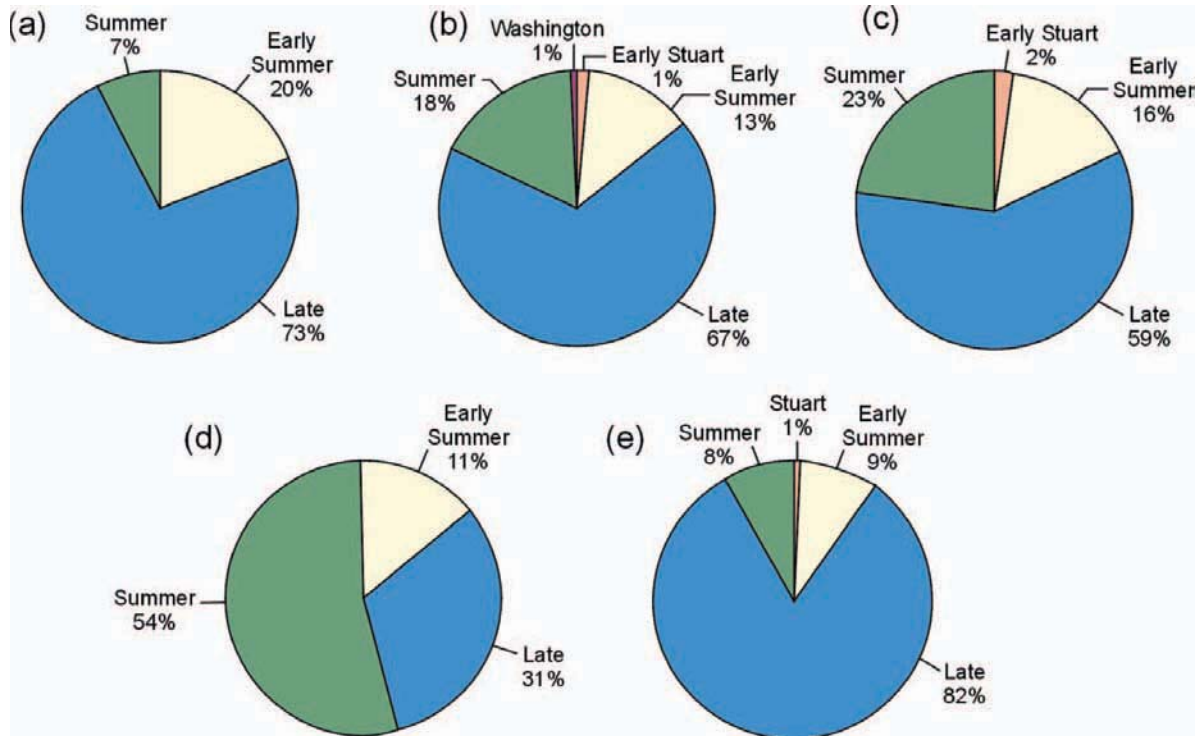 (a)
Summer
7%
Early
Summer
20%
Late
73%
(b)
Washington
1%
Early Stuart
1%
Summer
18%
Early
Summer
13%
Late
67%
(c)
Early Stuart
2%
Summer
23%
Early
Summer
16%
Late
59%
(d)
Early
Summer
11%
Summer
54%
Late
31%
(e)
Stuart
1%
Summer
8%
Early
Summer
9%
Late
82%